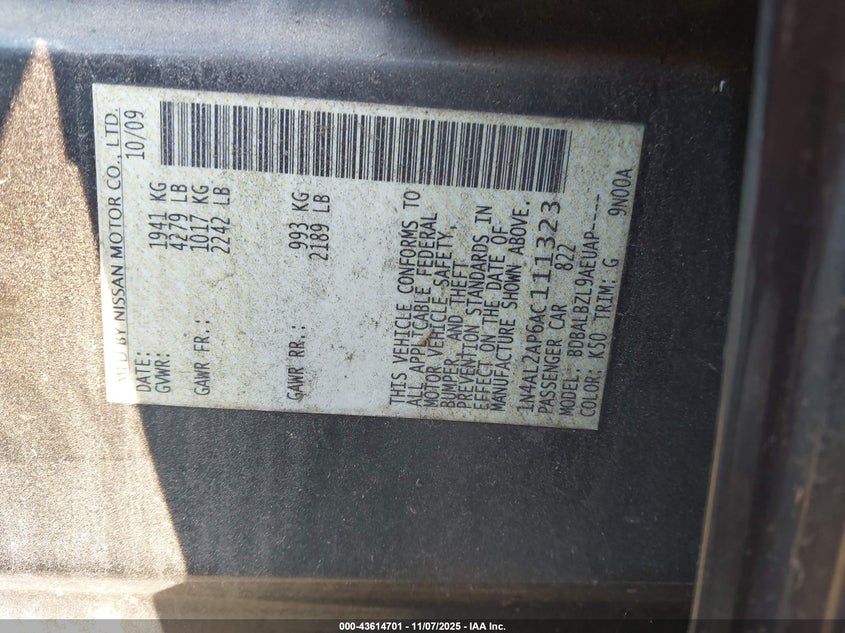 MFD BY NISSAN MOTOR CO., LTD.
DATE: 10/09
GVWR: 1941 KG
4279 LB
GAWR FR.: 1017 KG
2242 LB
GAWR RR.: 993 KG
2189 LB
THIS VEHICLE CONFORMS TO
ALL APPLICABLE FEDERAL
MOTOR VEHICLE SAFETY,
BUMPER, AND THEFT
PREVENTION STANDARDS IN
EFFECT ON THE DATE OF
MANUFACTURE SHOWN ABOVE.
1N4AL2AP6AC111323
PASSENGER CAR 822
MODEL: BDBALBZL9AEUAP----
COLOR: K50 TRIM: G 9N00A
000-43614701 - 11/07/2025 - IAA Inc.